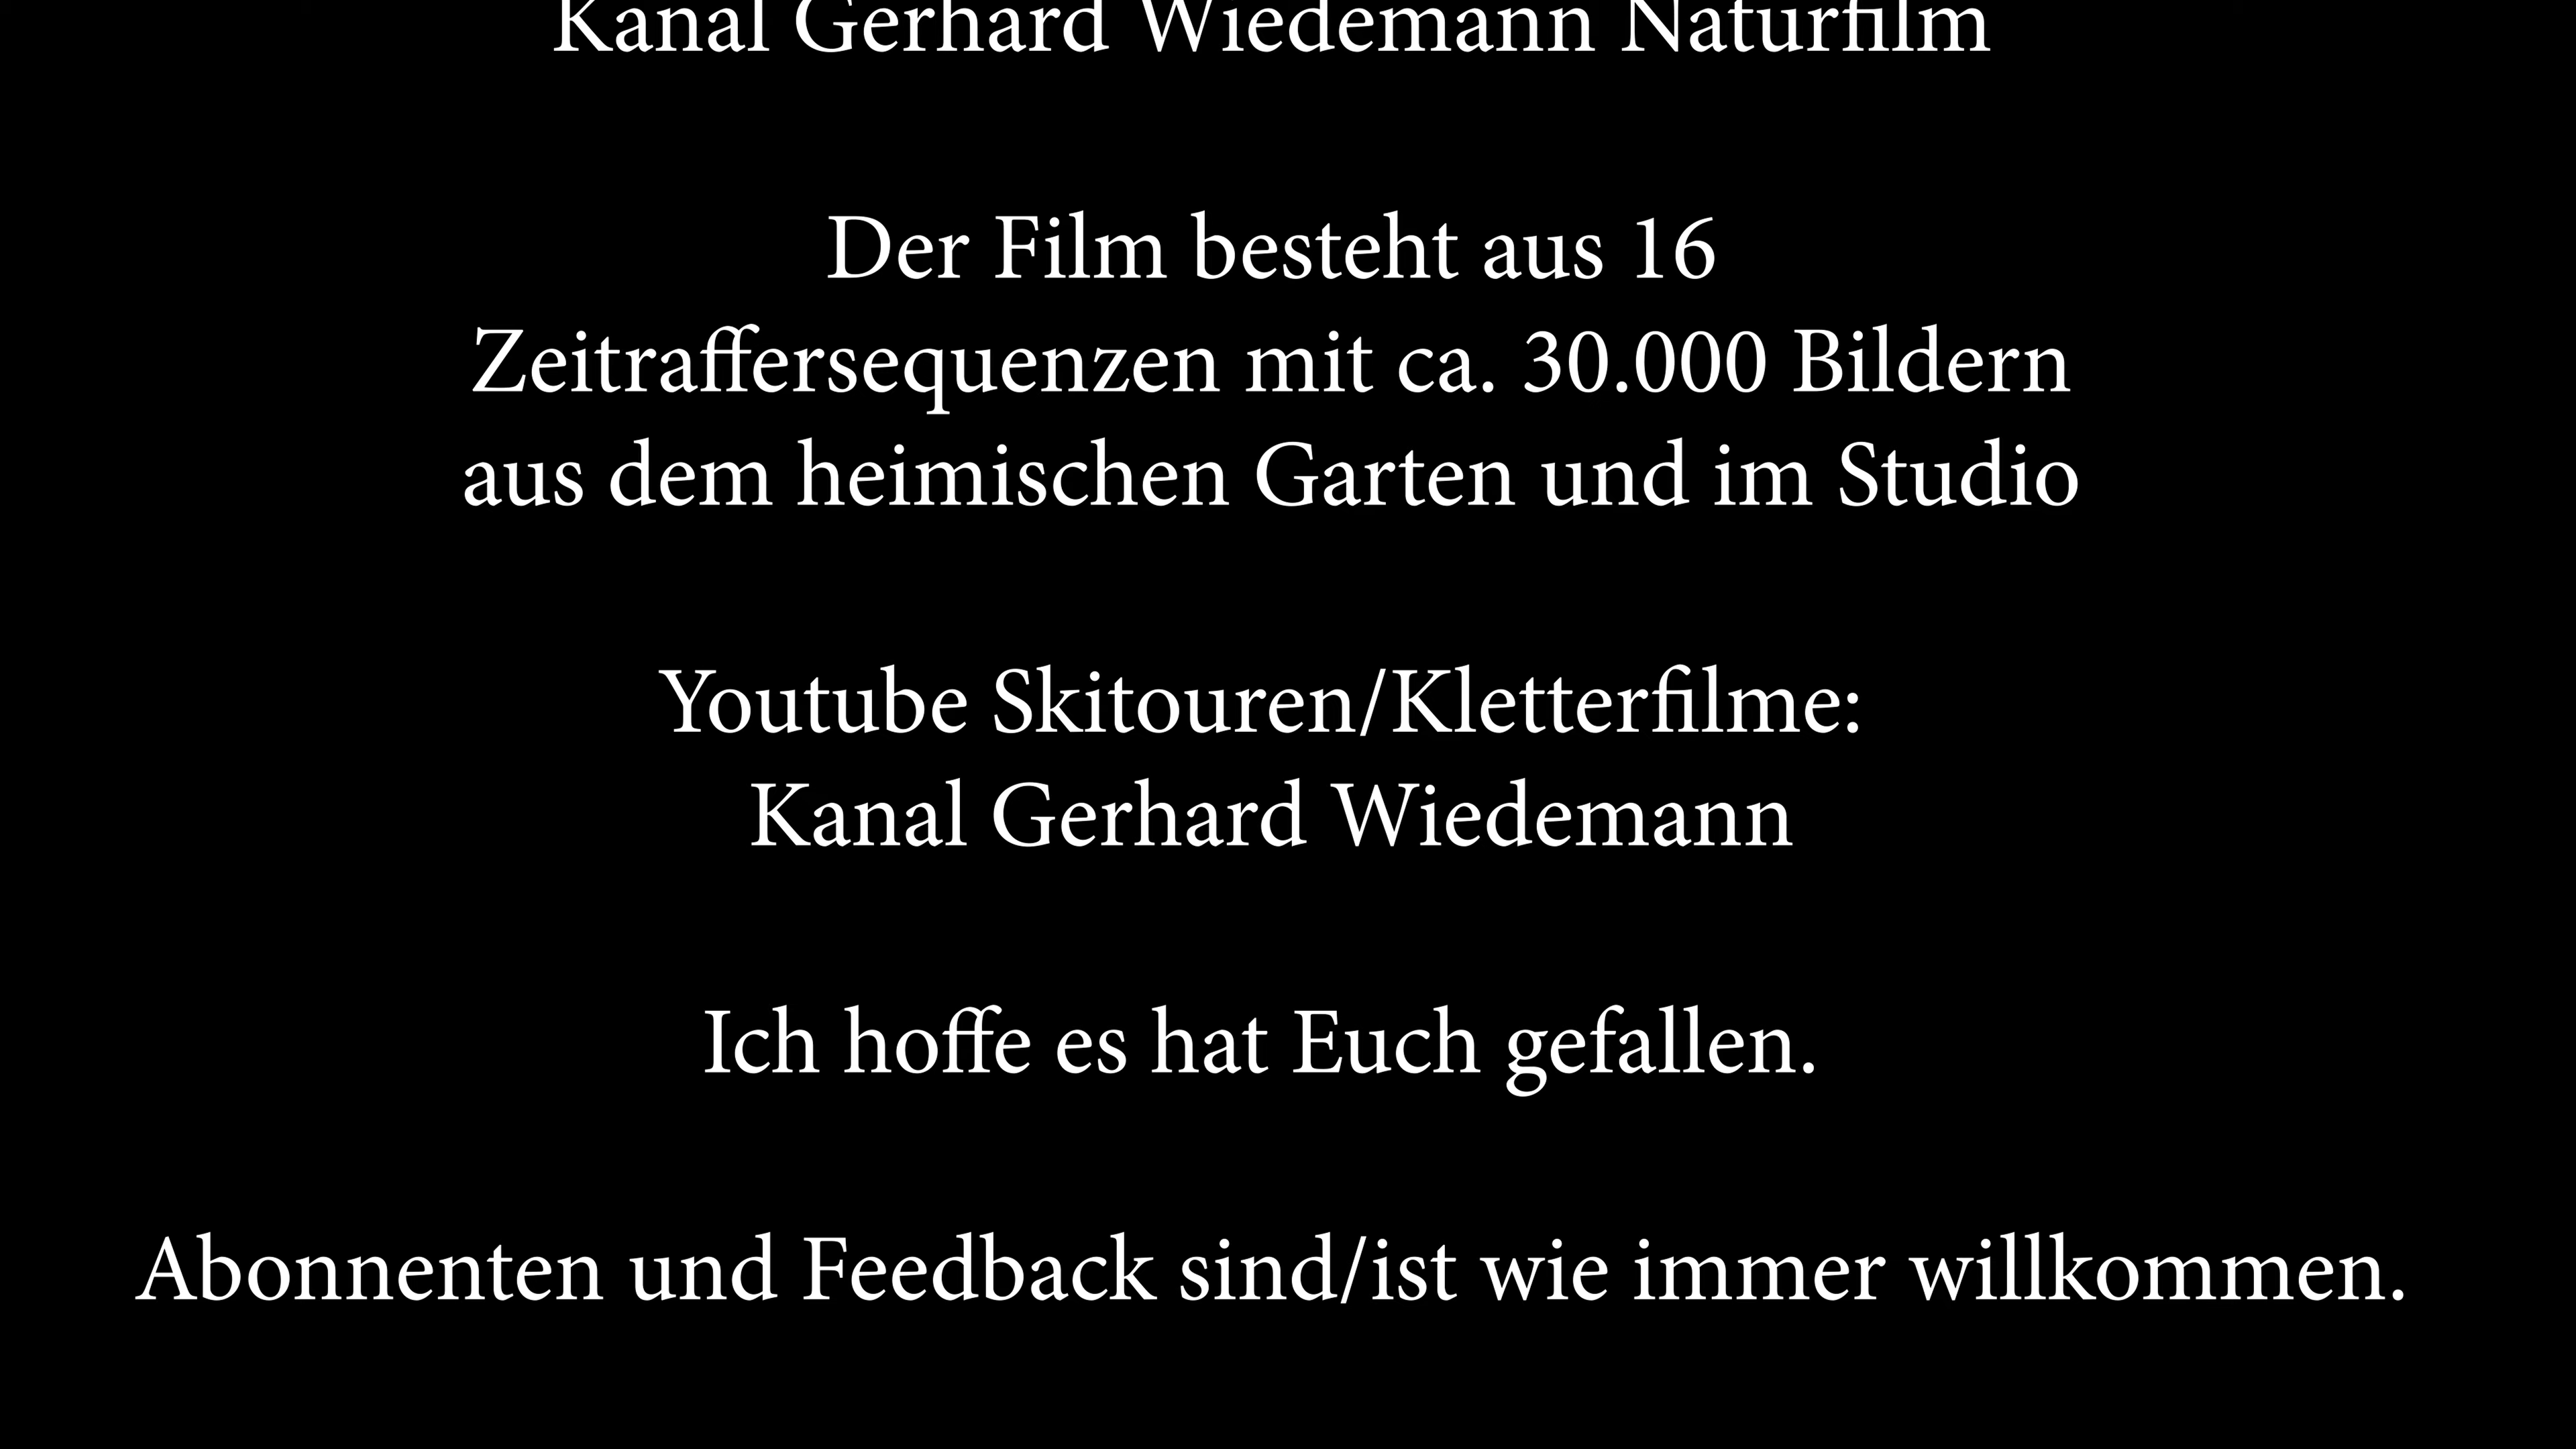 Kanal Gerhard Wiedemann Naturfilm
Der Film besteht aus 16
Zeitraffersequenzen mit ca. 30.000 Bildern
aus dem heimischen Garten und im Studio
Youtube Skitouren/Kletterfilme:
Kanal Gerhard Wiedemann
Ich hoffe es hat Euch gefallen.
Abonnenten und Feedback sind/ist wie immer willkommen.